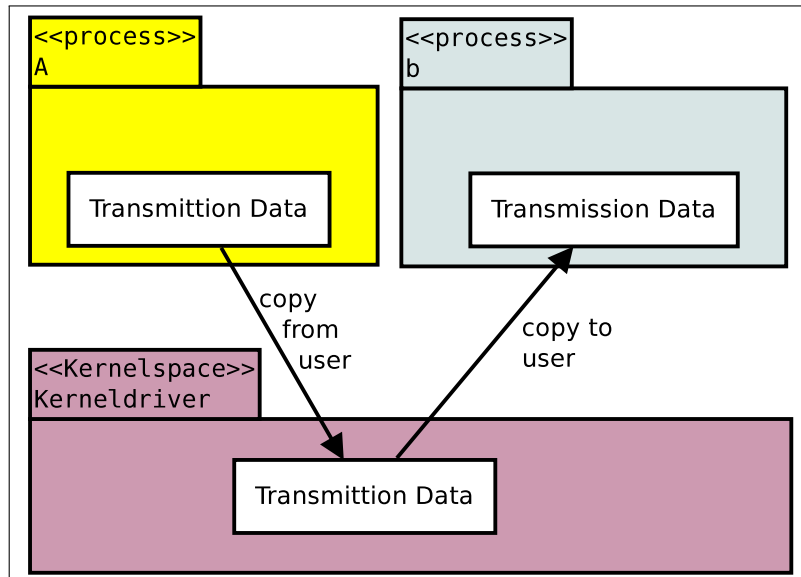 <<process>>
A
Transmittion Data
<<process>>
b
Transmission Data
copy
from
user
copy to
user
<<Kernelspace>>
Kerneldriver
Transmittion Data